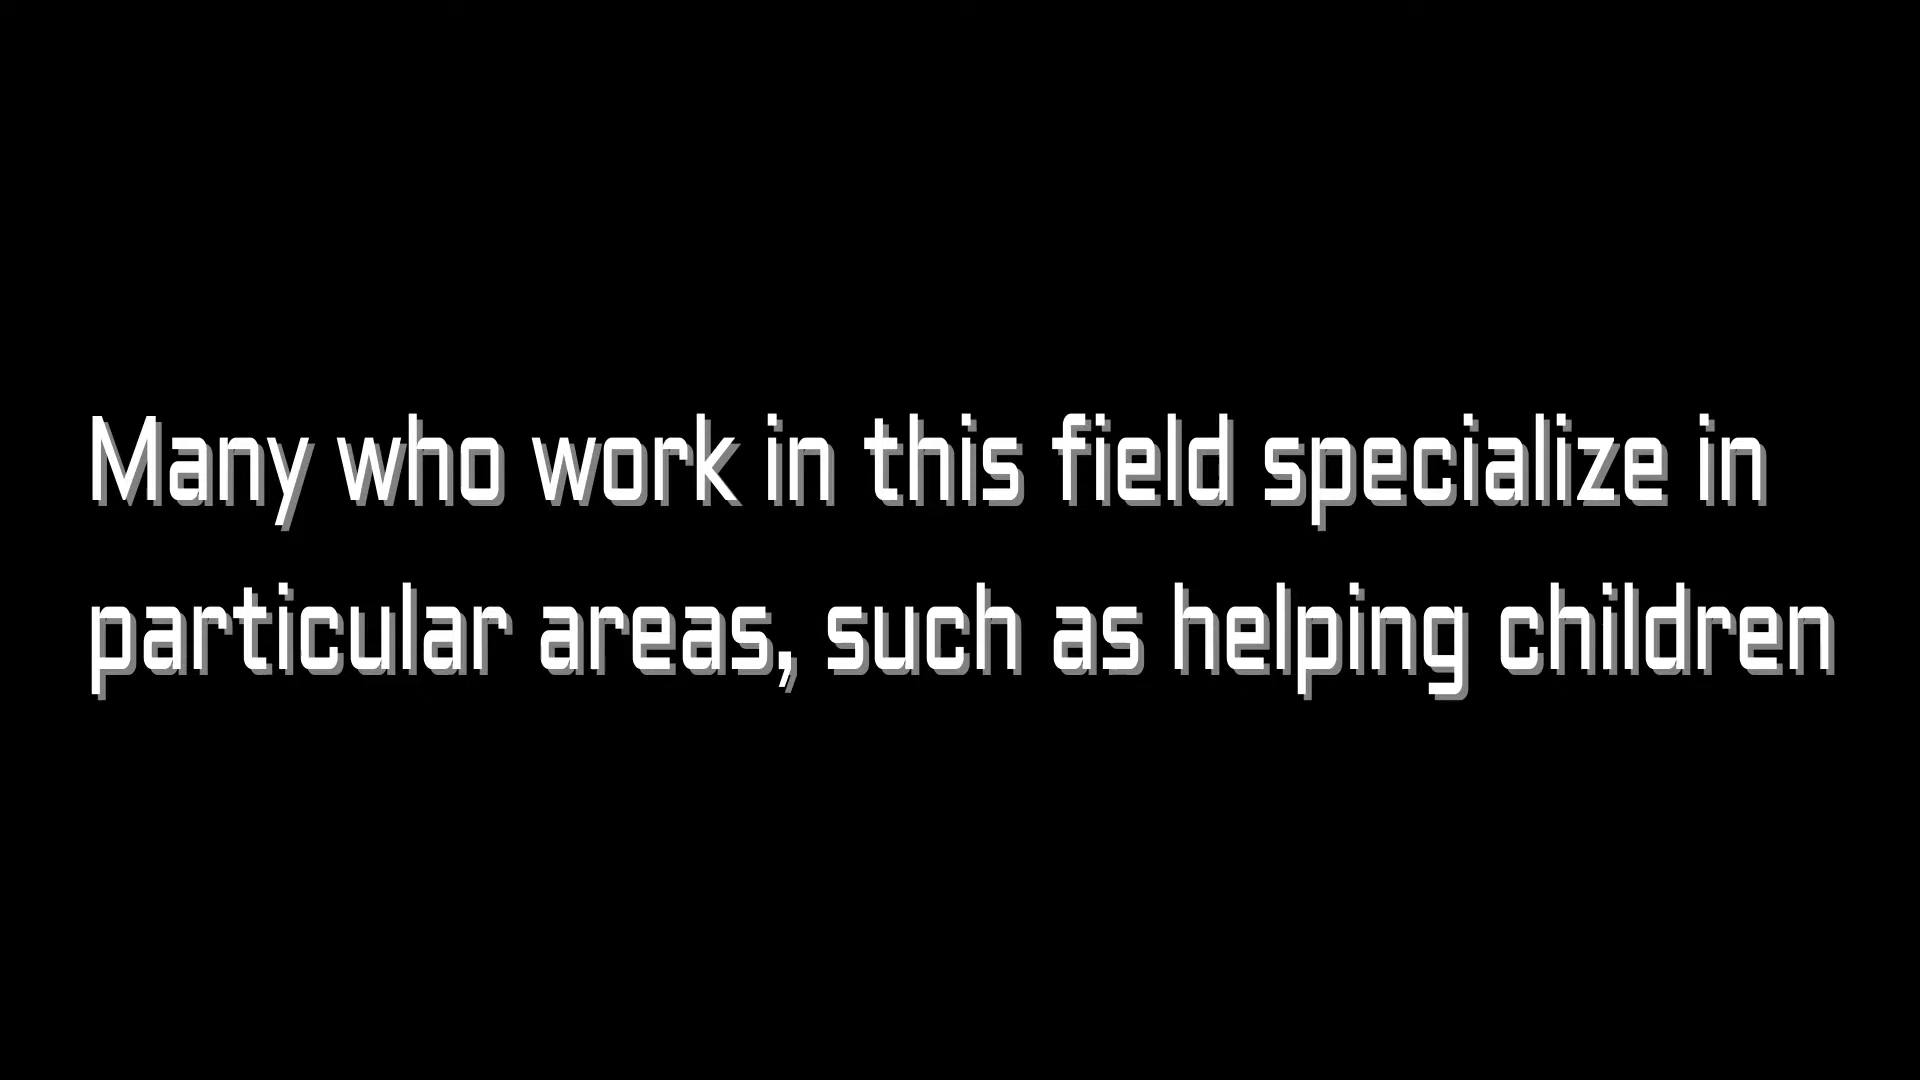 Many who work in this field specialize in
particular areas, such as helping children